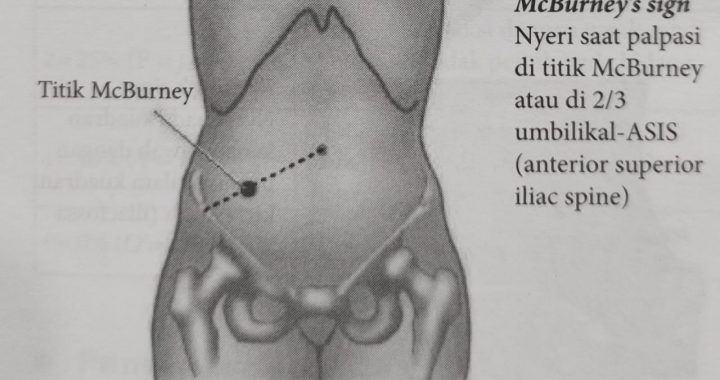 McBurney's sign
Nyeri saat palpasi
di titik McBurney
atau di 2/3
umbilikal-ASIS
(anterior superior
iliac spine)
Titik McBurney